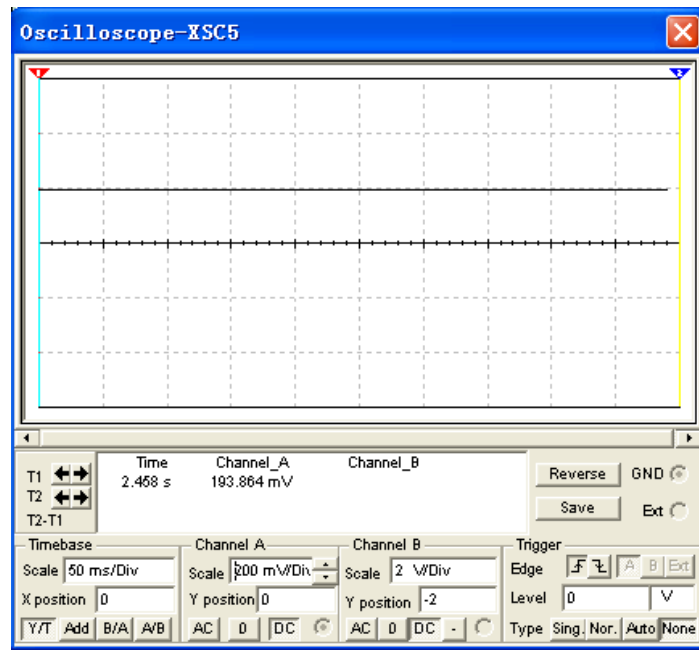 Oscilloscope-XSC5
1 2
Time Channel_A Channel_B
T1 2.458 s 193.864 mV
T2
T2-T1
Reverse GND
Save Ext
Timebase Channel A Channel B Trigger
Scale 50 ms/Div Scale 200 mV/Div Scale 2 V/Div Edge A B Ext
X position 0 Y position 0 Y position -2 Level 0 V
Y/T Add B/A A/B AC 0 DC AC 0 DC - Type Sing. Nor. Auto None